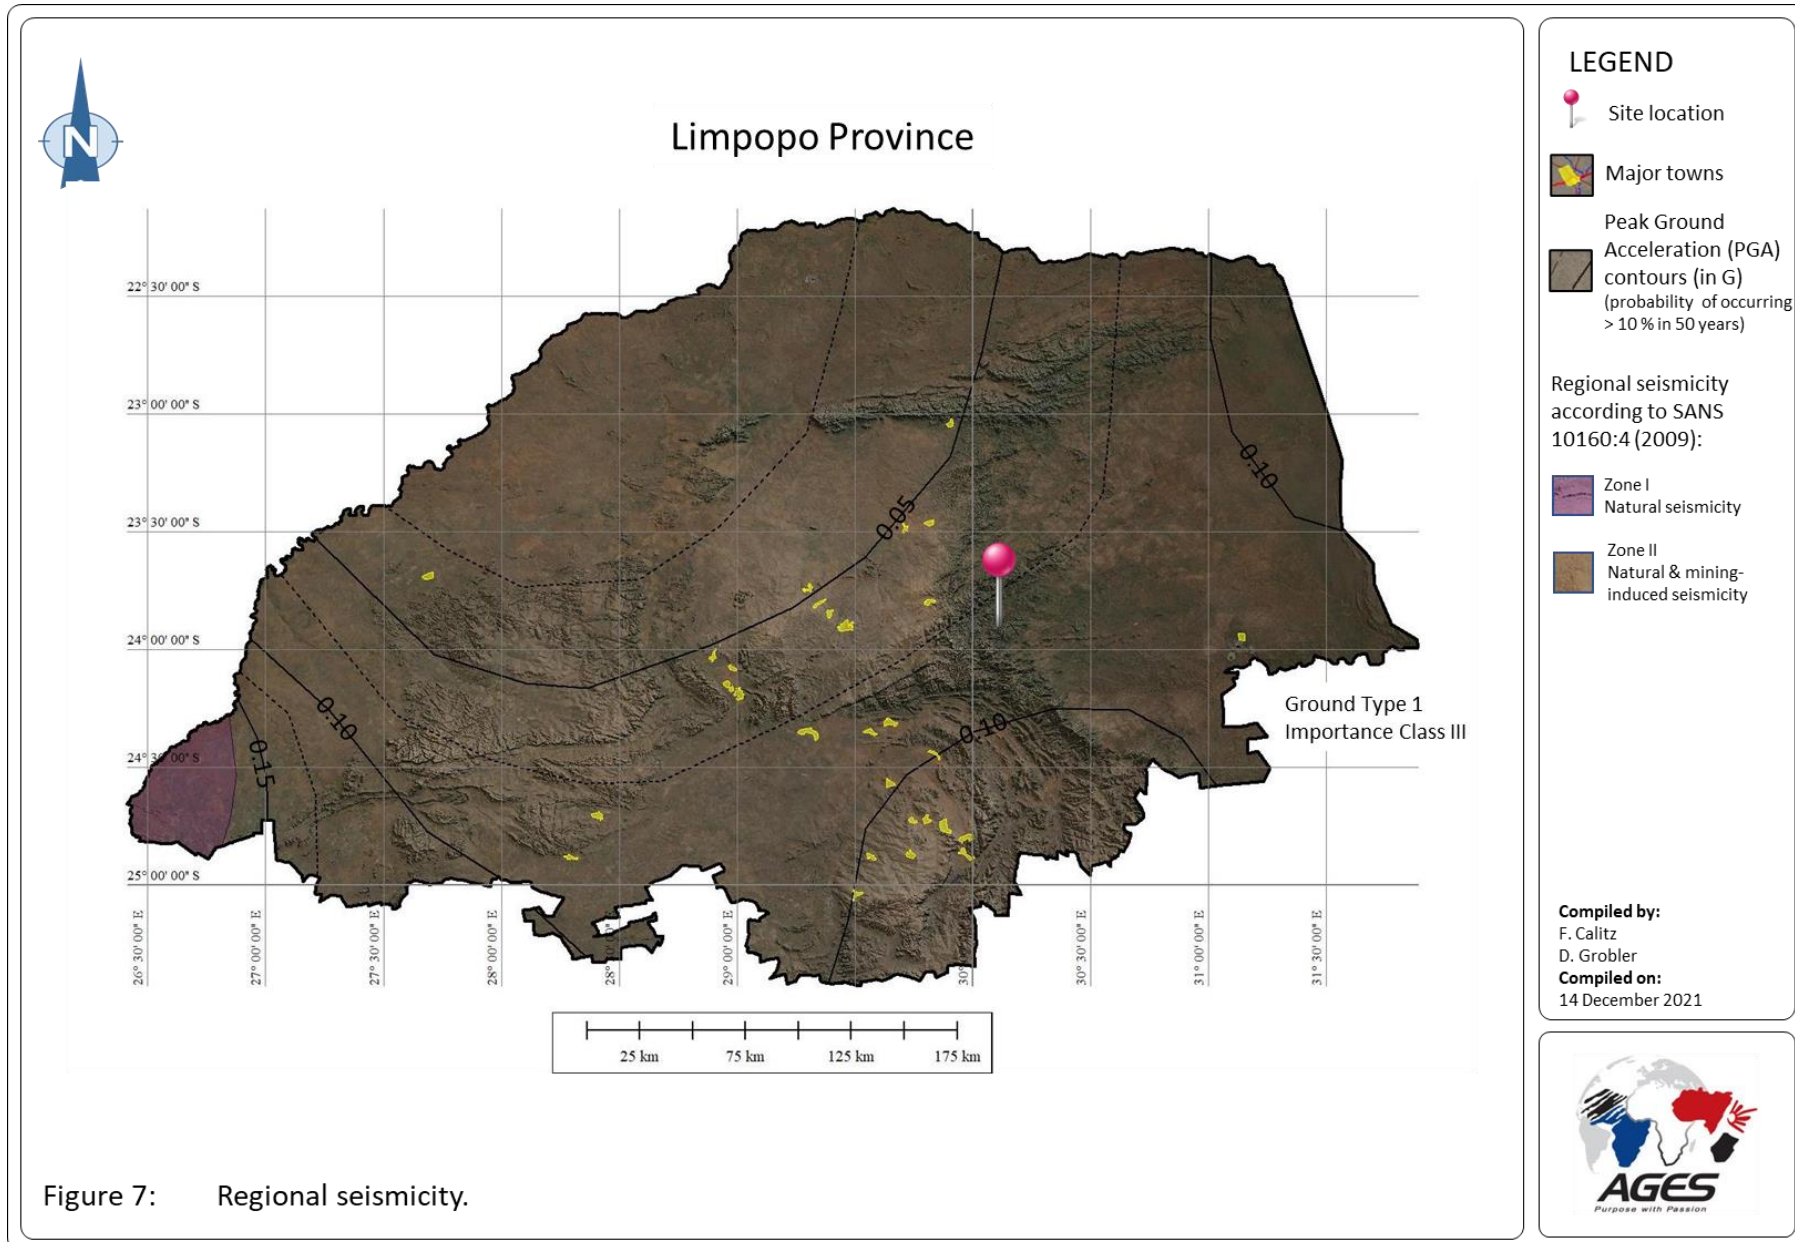 N
Limpopo Province
22° 30' 00" S
23° 00' 00" S
23° 30' 00" S
24° 00' 00" S
24° 30' 00" S
25° 00' 00" S
0.05
0.10
0.10
0.15
0.10
Ground Type 1
Importance Class III
26° 30' 00" E
27° 00' 00" E
27° 30' 00" E
28° 00' 00" E
29° 00' 00" E
29° 30' 00" E
30° 30' 00" E
31° 00' 00" E
31° 30' 00" E
25 km
75 km
125 km
175 km
Figure 7: Regional seismicity.
LEGEND
Site location
Major towns
Peak Ground
Acceleration (PGA)
contours (in G)
(probability of occurring
> 10 % in 50 years)
Regional seismicity
according to SANS
10160:4 (2009):
Zone I
Natural seismicity
Zone II
Natural & mining-
induced seismicity
Compiled by:
F. Calitz
D. Grobler
Compiled on:
14 December 2021
AGES
Purpose with Passion